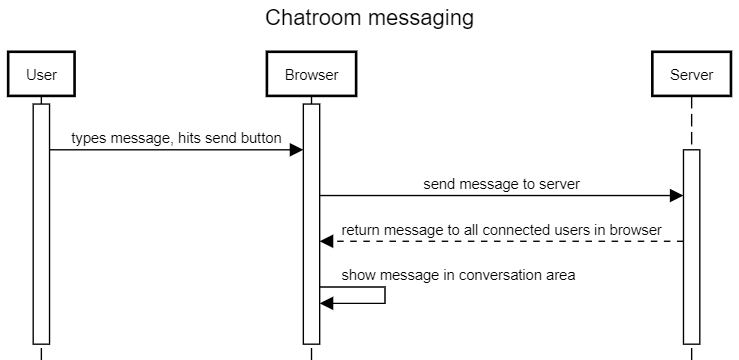 Chatroom messaging
User
Browser
Server
types message, hits send button
send message to server
return message to all connected users in browser
show message in conversation area